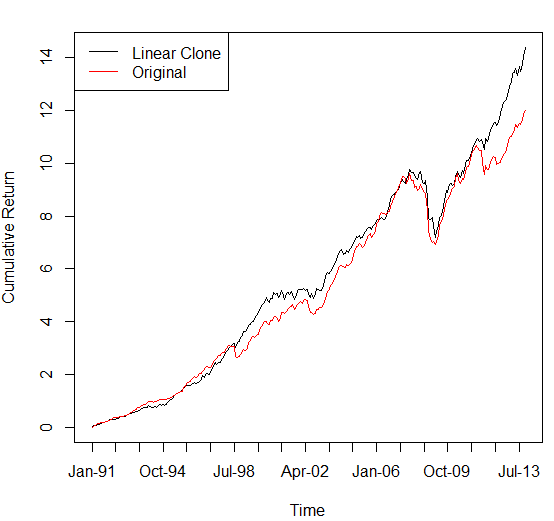 Linear Clone
Original
14
12
10
8
6
4
2
0
Cumulative Return
Jan-91 Oct-94 Jul-98 Apr-02 Jan-06 Oct-09 Jul-13
Time